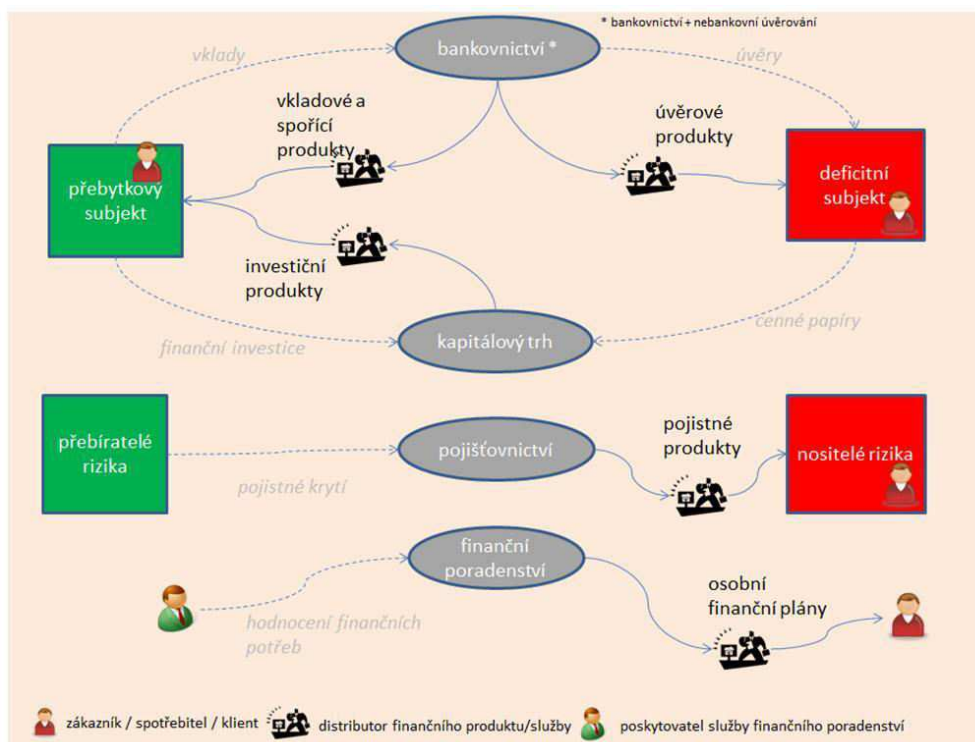 * bankovnictví + nebankovní úvěrování
bankovnictví *
vklady
úvěry
vkladové a
spořící
produkty
úvěrové
produkty
přebytkový
subjekt
deficitní
subjekt
investiční
produkty
cenné papíry
kapitálový trh
finanční investice
přebíratelé
rizika
pojišťovnictví
pojistné
produkty
nositelé rizika
pojistné krytí
finanční
poradenství
osobní
finanční plány
hodnocení finančních
potřeb
zákazník / spotřebitel / klient
distributor finančního produktu/služby
poskytovatel služby finančního poradenství